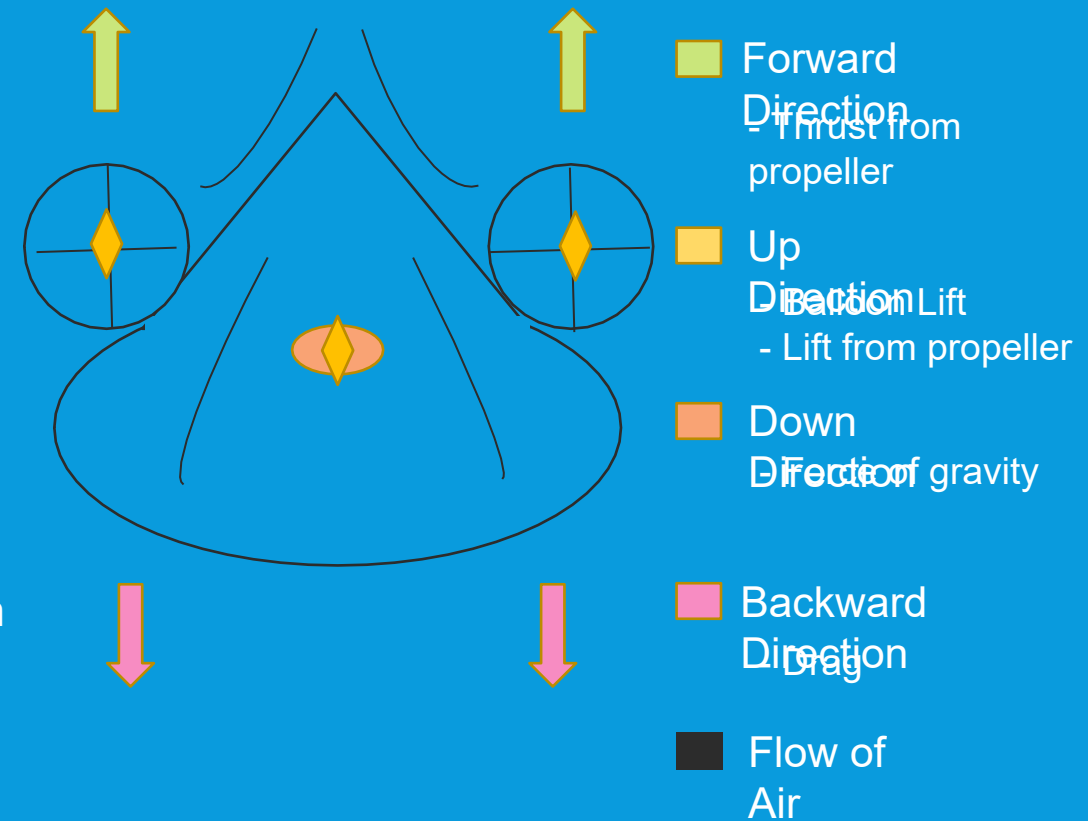 Forward
Direction
- Thrust from
propeller
Up
Direction
- Balloon Lift
- Lift from propeller
Down
Direction
- Force of gravity
Backward
Direction
- Drag
Flow of
Air